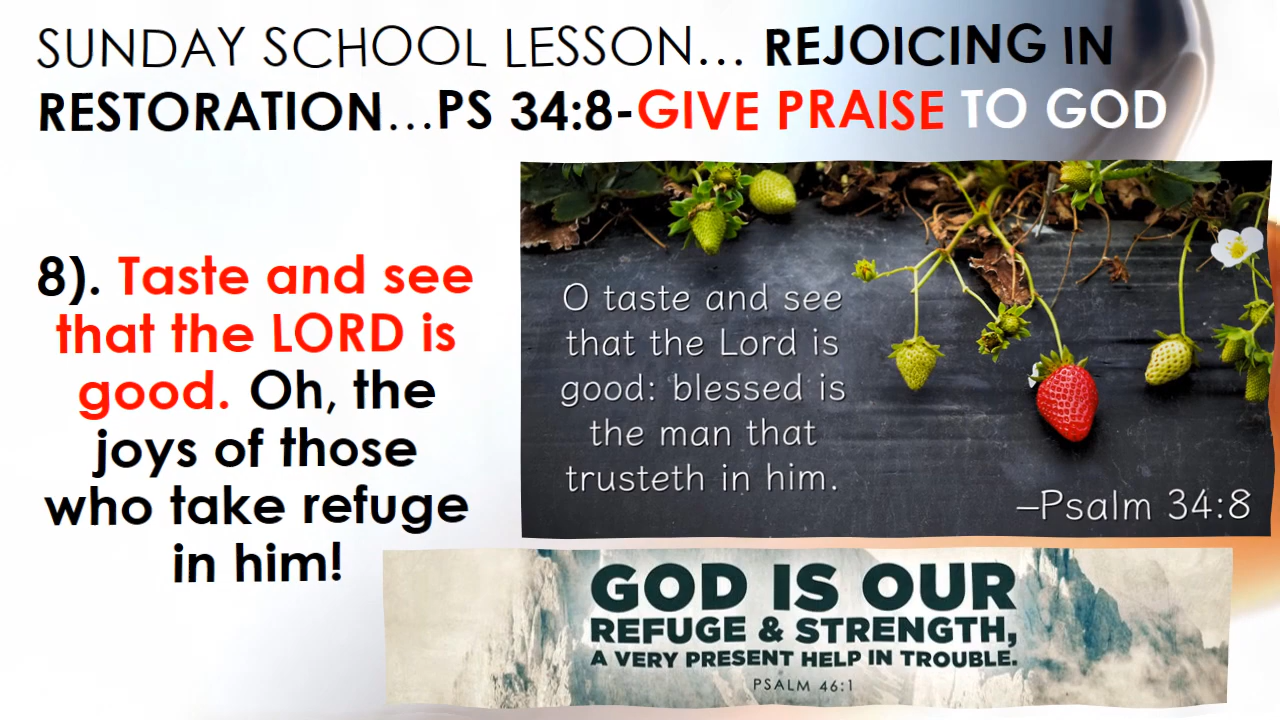 SUNDAY SCHOOL LESSON... REJOICING IN
RESTORATION...PS 34:8-GIVE PRAISE TO GOD
8). Taste and see
that the LORD is
good. Oh, the
joys of those
who take refuge
in him!
O taste and see
that the Lord is
good: blessed is
the man that
trusteth in him.
–Psalm 34:8
GOD IS OUR
REFUGE & STRENGTH,
A VERY PRESENT HELP IN TROUBLE.
PSALM 46:1